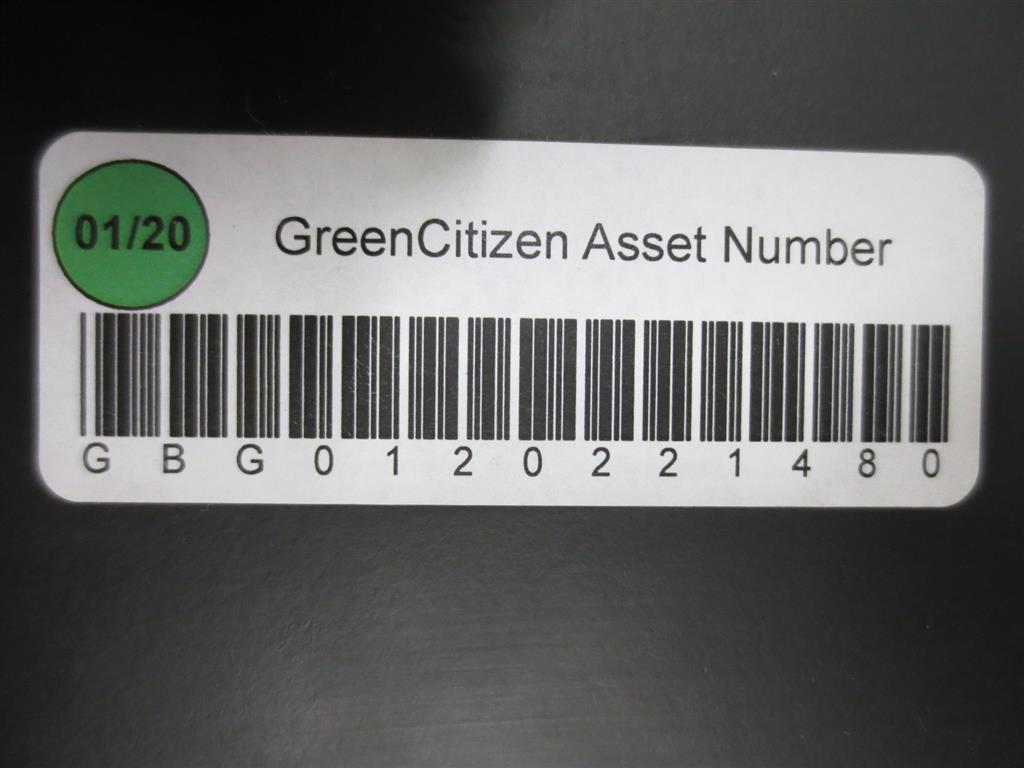 01/20
GreenCitizen Asset Number
G B G 0 1 2 0 2 2 1 4 8 0